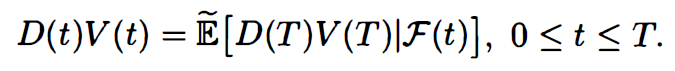 D(t)V(t) = 𝔼̃[D(T)V(T)|ℱ(t)], 0 ≤ t ≤ T.